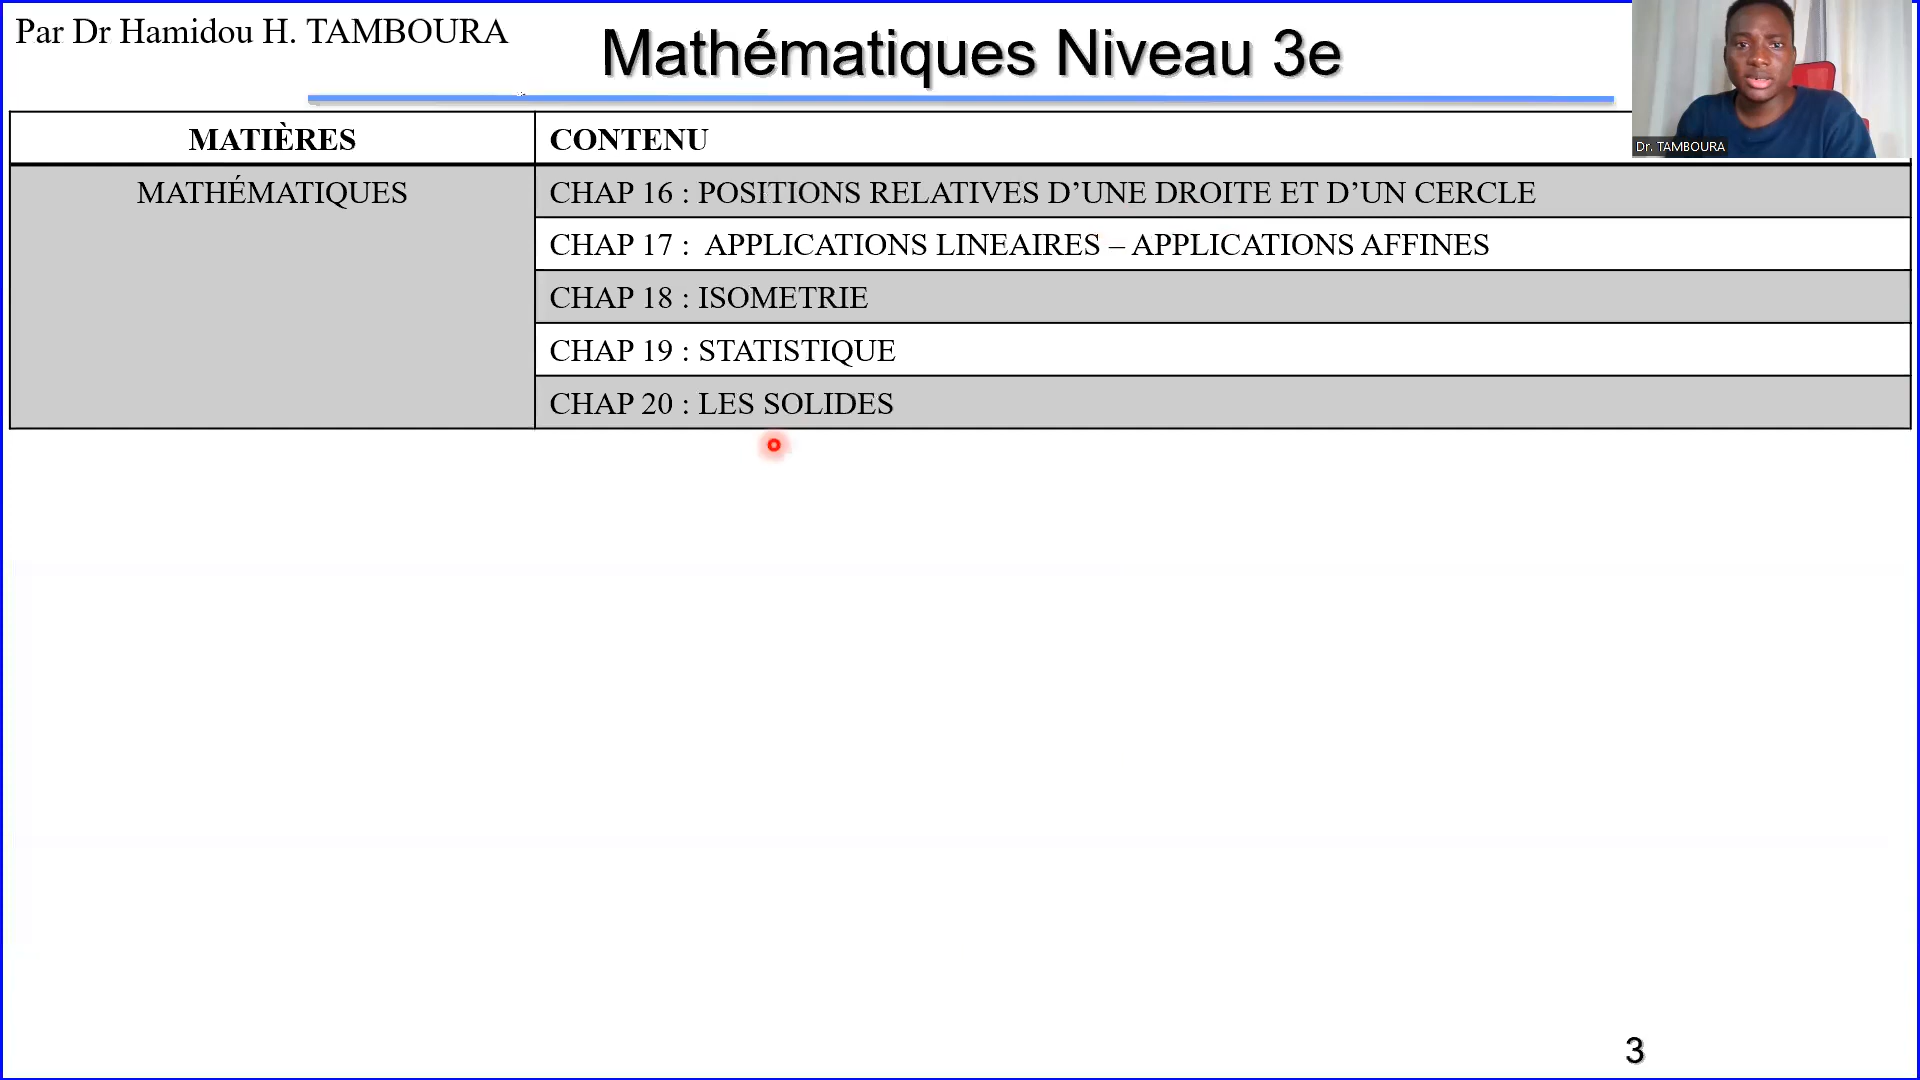 Par Dr Hamidou H. TAMBOURA
Mathématiques Niveau 3e
Dr. TAMBOURA
MATIÈRES
CONTENU
MATHÉMATIQUES
CHAP 16 : POSITIONS RELATIVES D’UNE DROITE ET D’UN CERCLE
CHAP 17 : APPLICATIONS LINEAIRES – APPLICATIONS AFFINES
CHAP 18 : ISOMETRIE
CHAP 19 : STATISTIQUE
CHAP 20 : LES SOLIDES
3